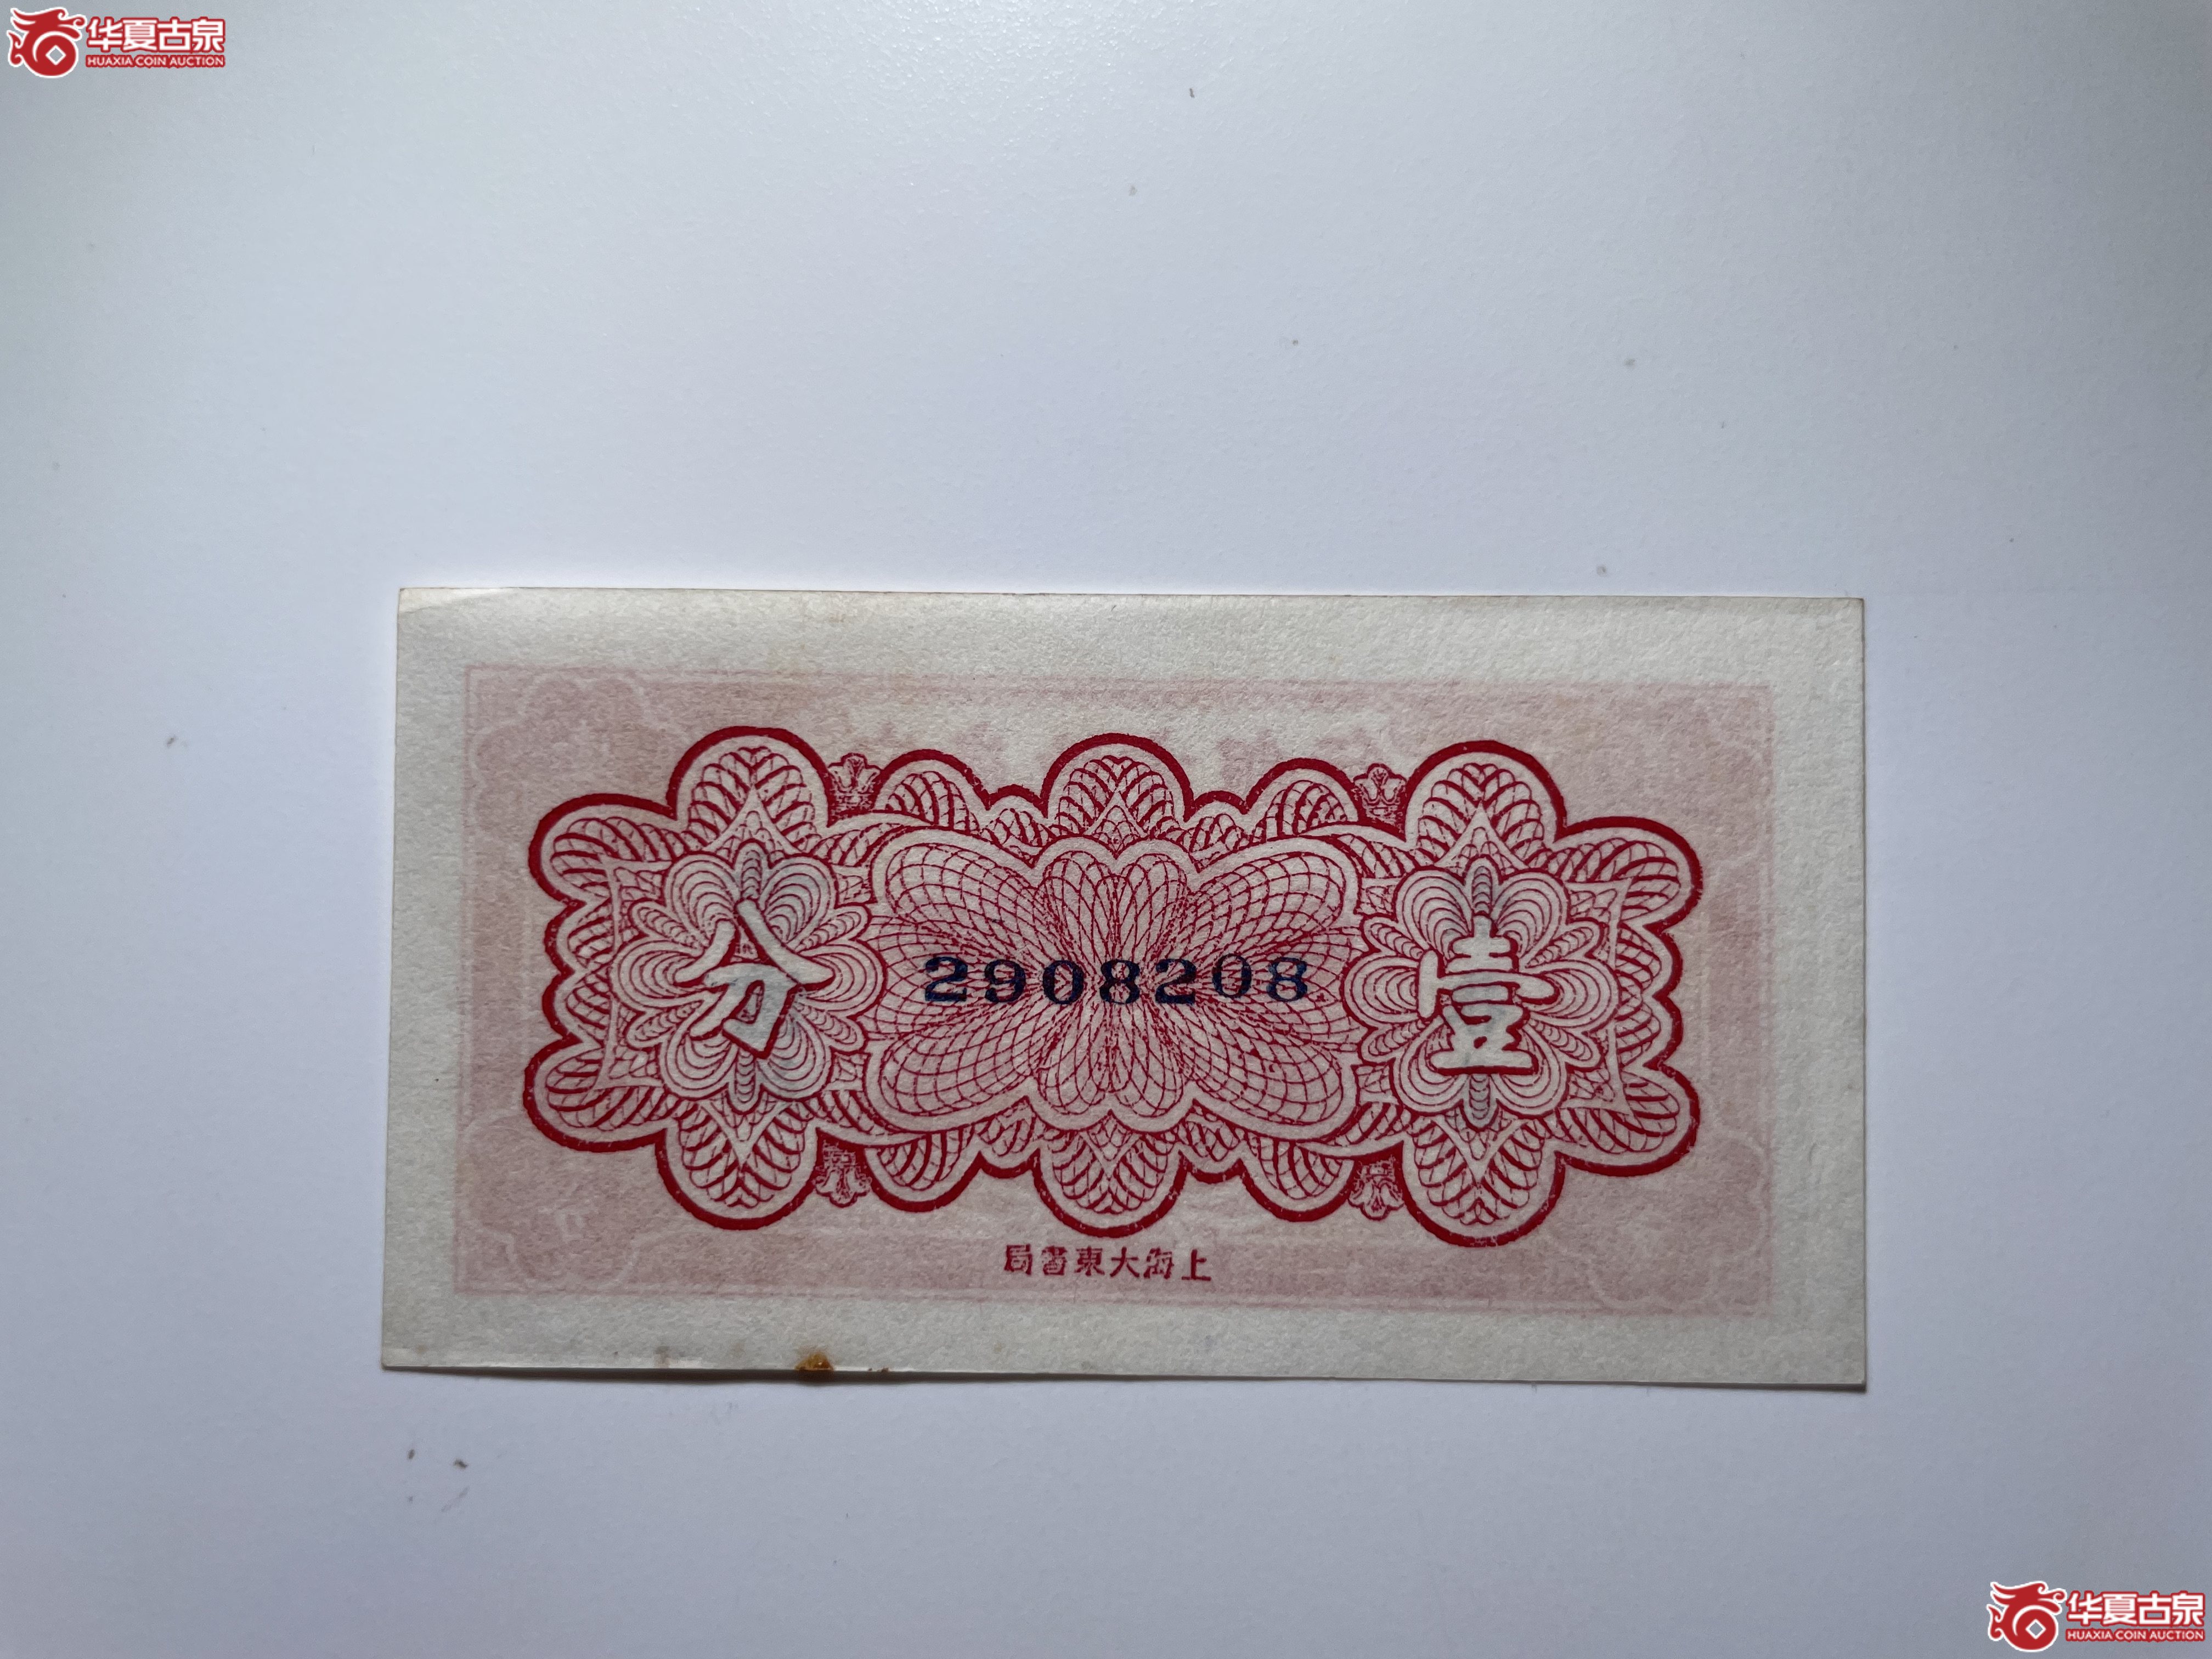 华夏古泉
HUAXIA COIN AUCTION
分 2908208 壹
局書東大海上
华夏古泉
HUAXIA COIN AUCTION